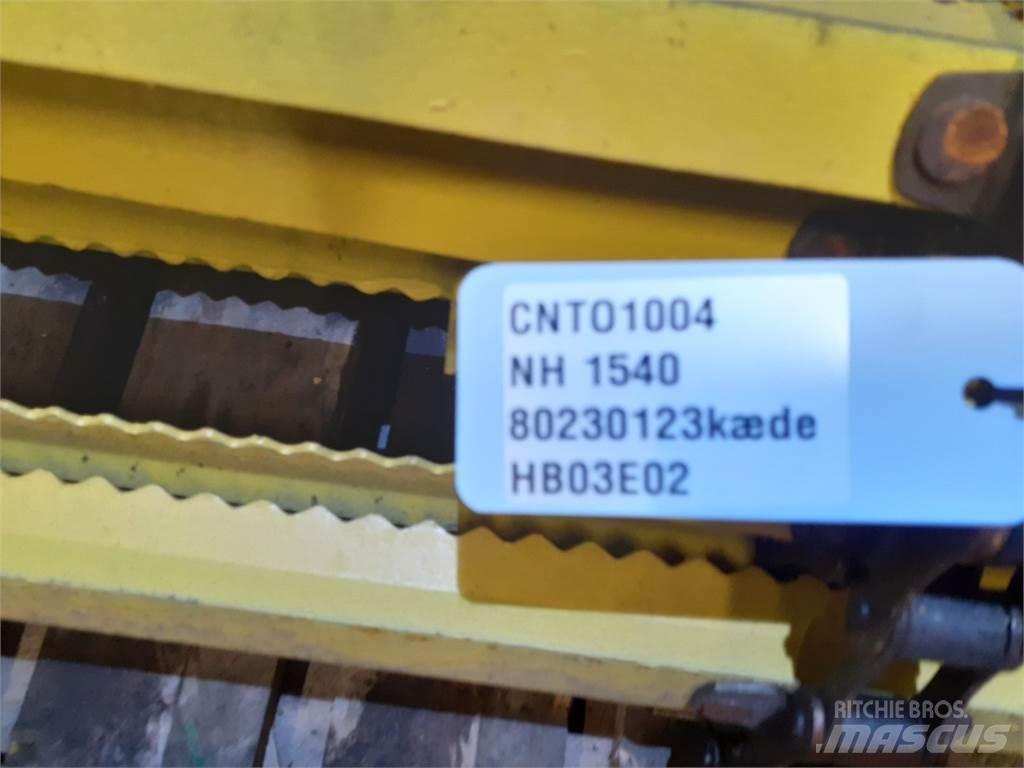 CNTO1004
NH 1540
80230123kæde
HB03E02
RITCHIE BROS.
MASCUS